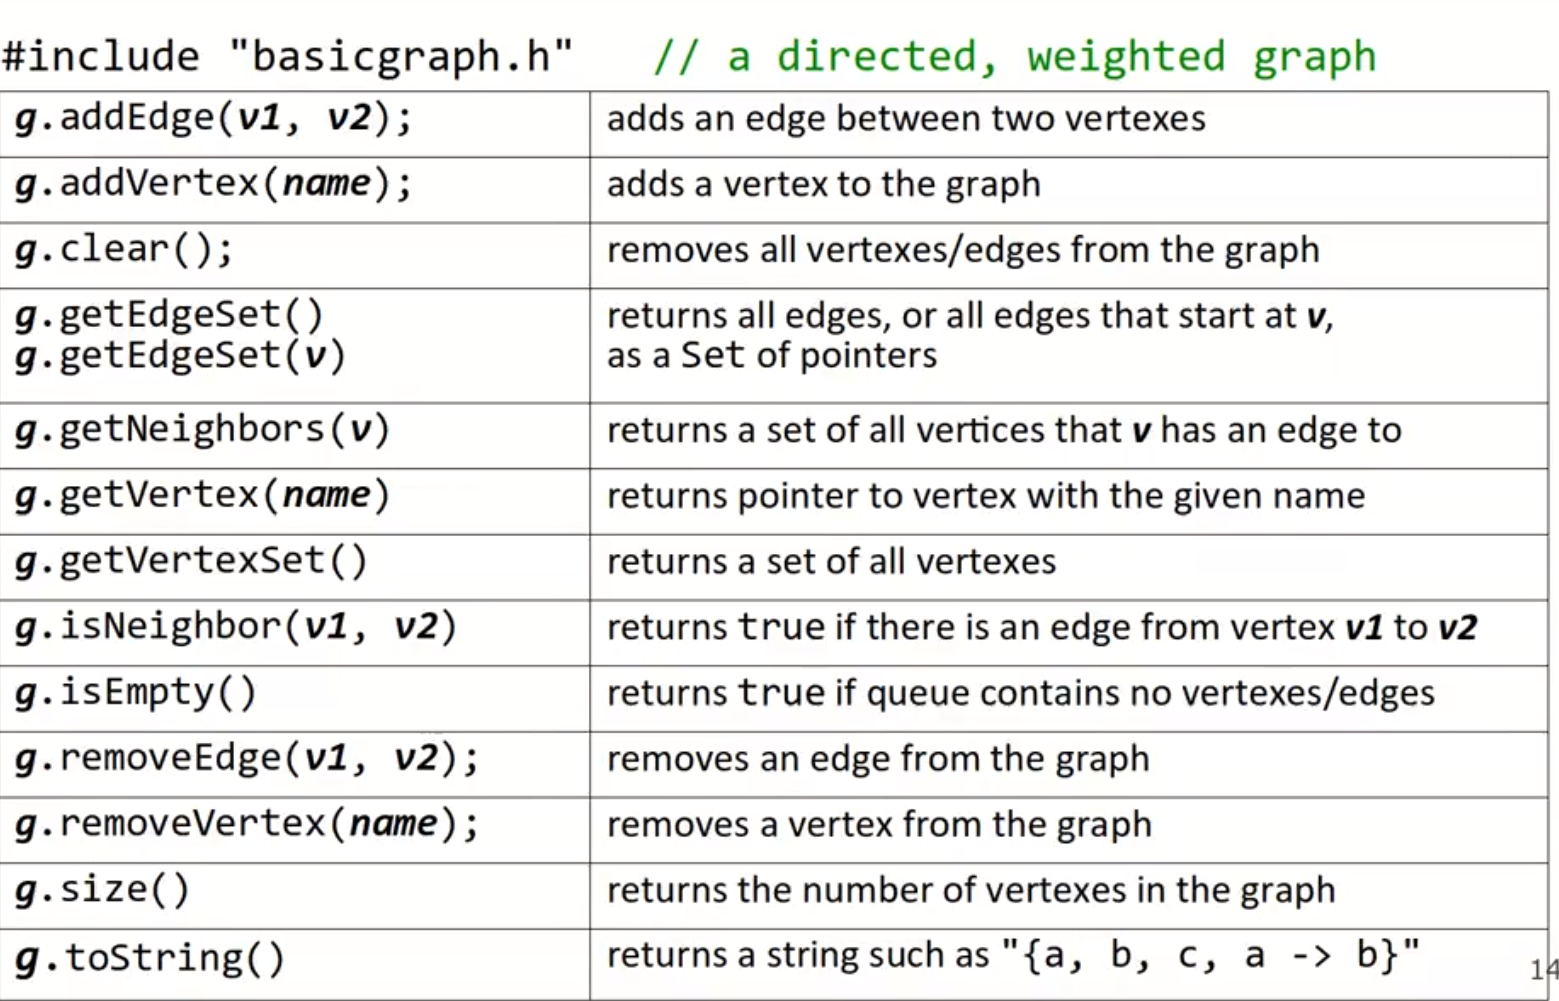 #include "basicgraph.h" // a directed, weighted graph
g.addEdge(v1, v2); adds an edge between two vertexes
g.addVertex(name); adds a vertex to the graph
g.clear(); removes all vertexes/edges from the graph
g.getEdgeSet() returns all edges, or all edges that start at v,
g.getEdgeSet(v) as a Set of pointers
g.getNeighbors(v) returns a set of all vertices that v has an edge to
g.getVertex(name) returns pointer to vertex with the given name
g.getVertexSet() returns a set of all vertexes
g.isNeighbor(v1, v2) returns true if there is an edge from vertex v1 to v2
g.isEmpty() returns true if queue contains no vertexes/edges
g.removeEdge(v1, v2); removes an edge from the graph
g.removeVertex(name); removes a vertex from the graph
g.size() returns the number of vertexes in the graph
g.toString() returns a string such as "{a, b, c, a -> b}"
14